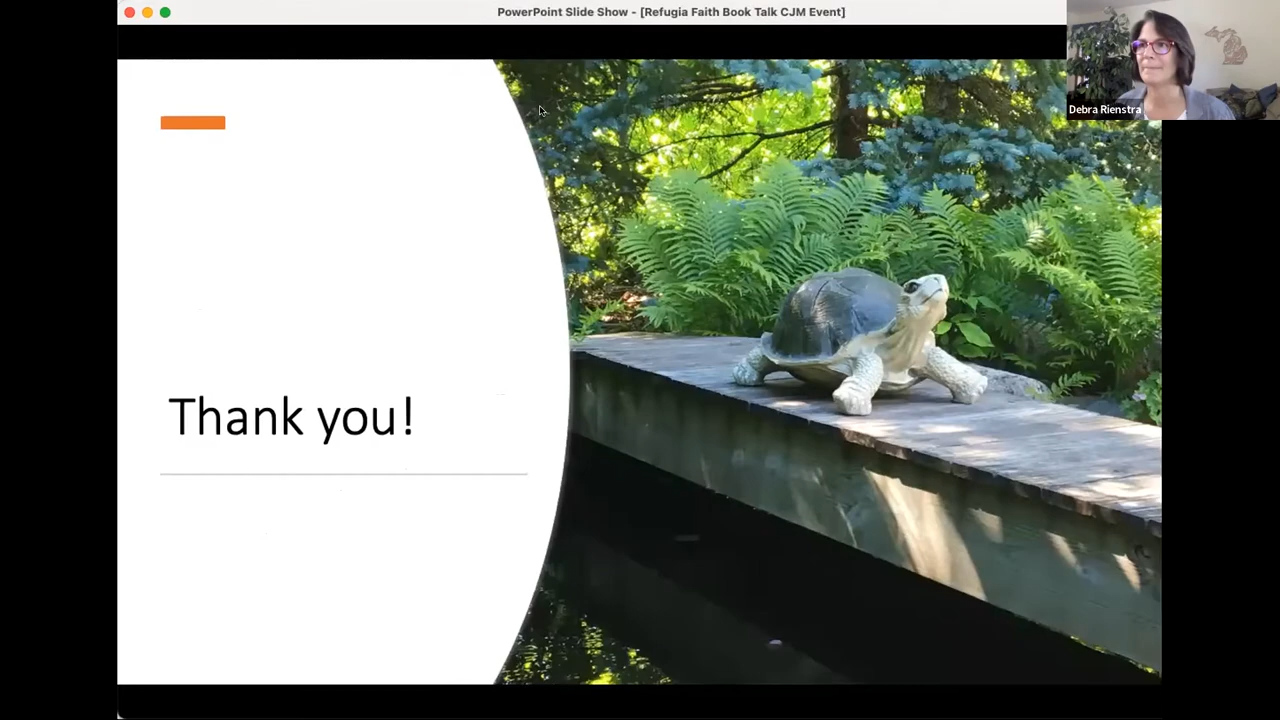 PowerPoint Slide Show - [Refugia Faith Book Talk CJM Event]
Debra Rienstra
Thank you!